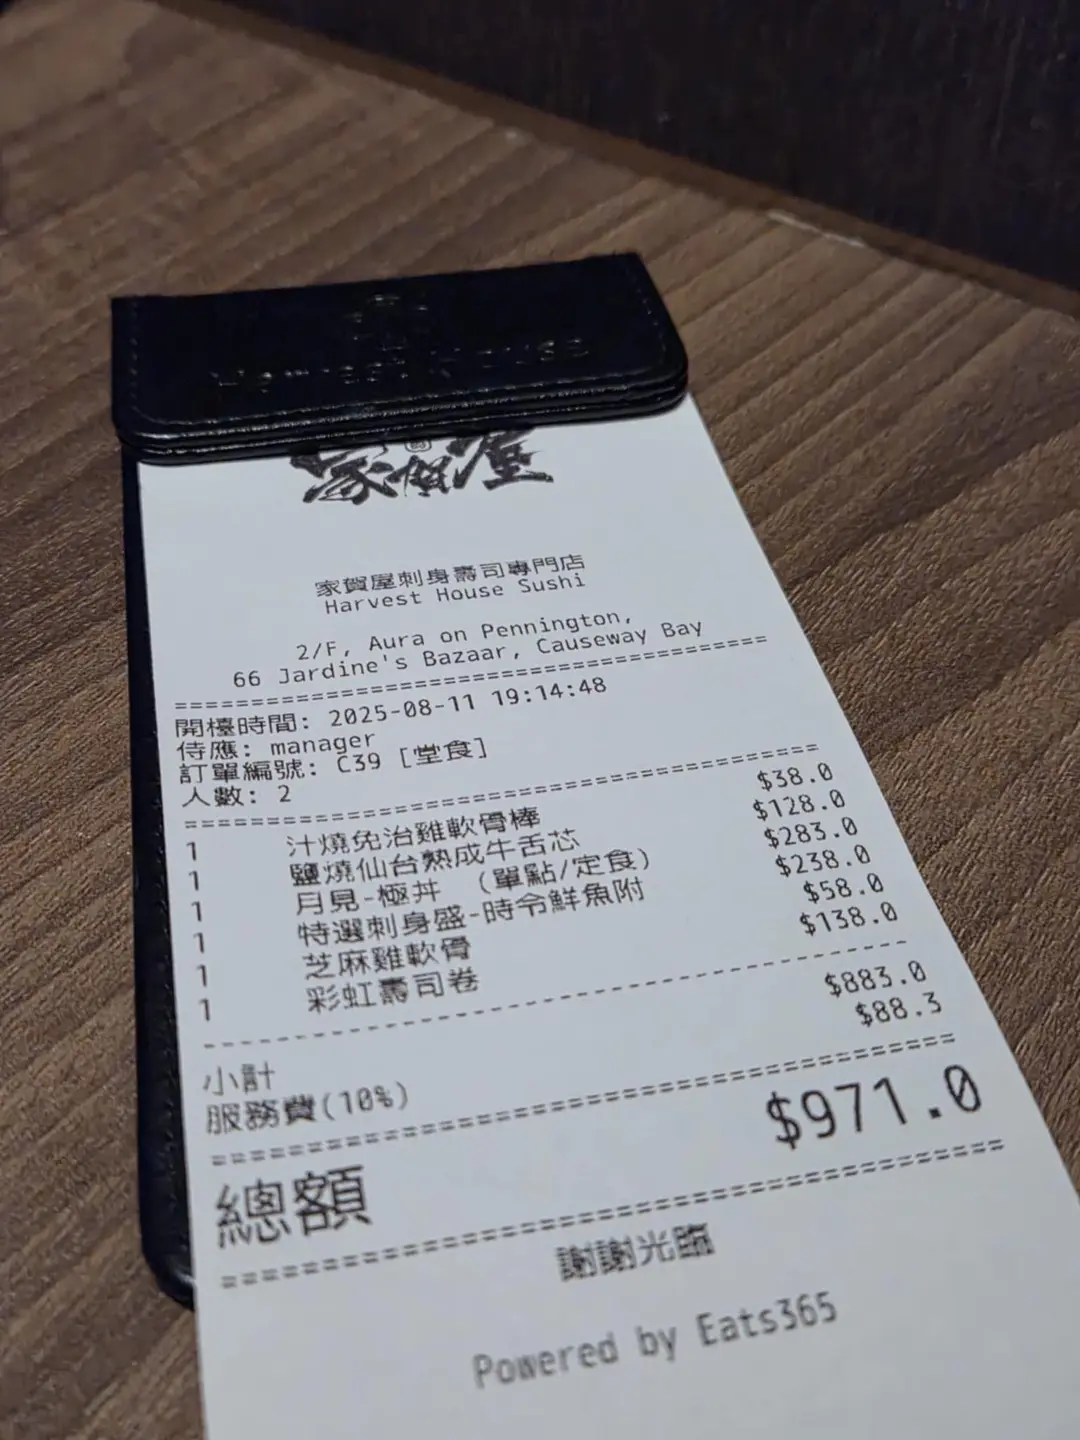 Harvest House
家賀屋
家賀屋刺身壽司專門店
Harvest House Sushi
2/F, Aura on Pennington,
66 Jardine's Bazaar, Causeway Bay
開檯時間: 2025-08-11 19:14:48
侍應: manager
訂單編號: C39 [堂食]
人數: 2
1 汁燒免治雞軟骨棒 $38.0
1 鹽燒仙台熟成牛舌芯 $128.0
1 月見-極丼 (單點/定食) $283.0
1 特選刺身盛-時令鮮魚附 $238.0
1 芝麻雞軟骨 $58.0
1 彩虹壽司卷 $138.0
小計 $883.0
服務費(10%) $88.3
總額 $971.0
謝謝光臨
Powered by Eats365